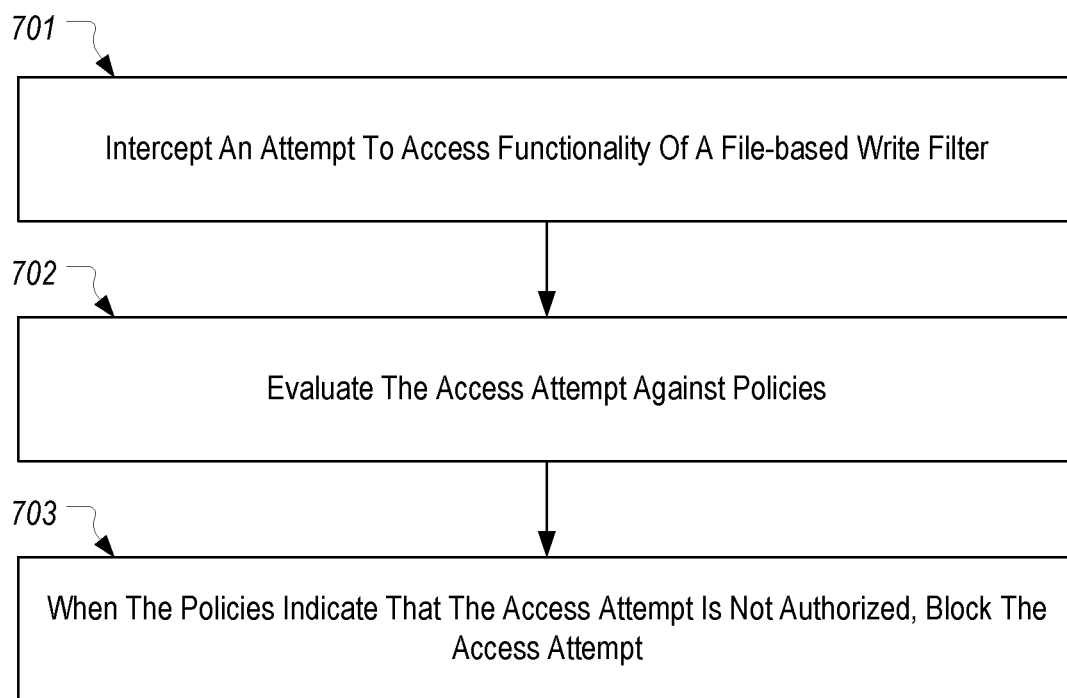 701
Intercept An Attempt To Access Functionality Of A File-based Write Filter
702
Evaluate The Access Attempt Against Policies
703
When The Policies Indicate That The Access Attempt Is Not Authorized, Block The
Access Attempt